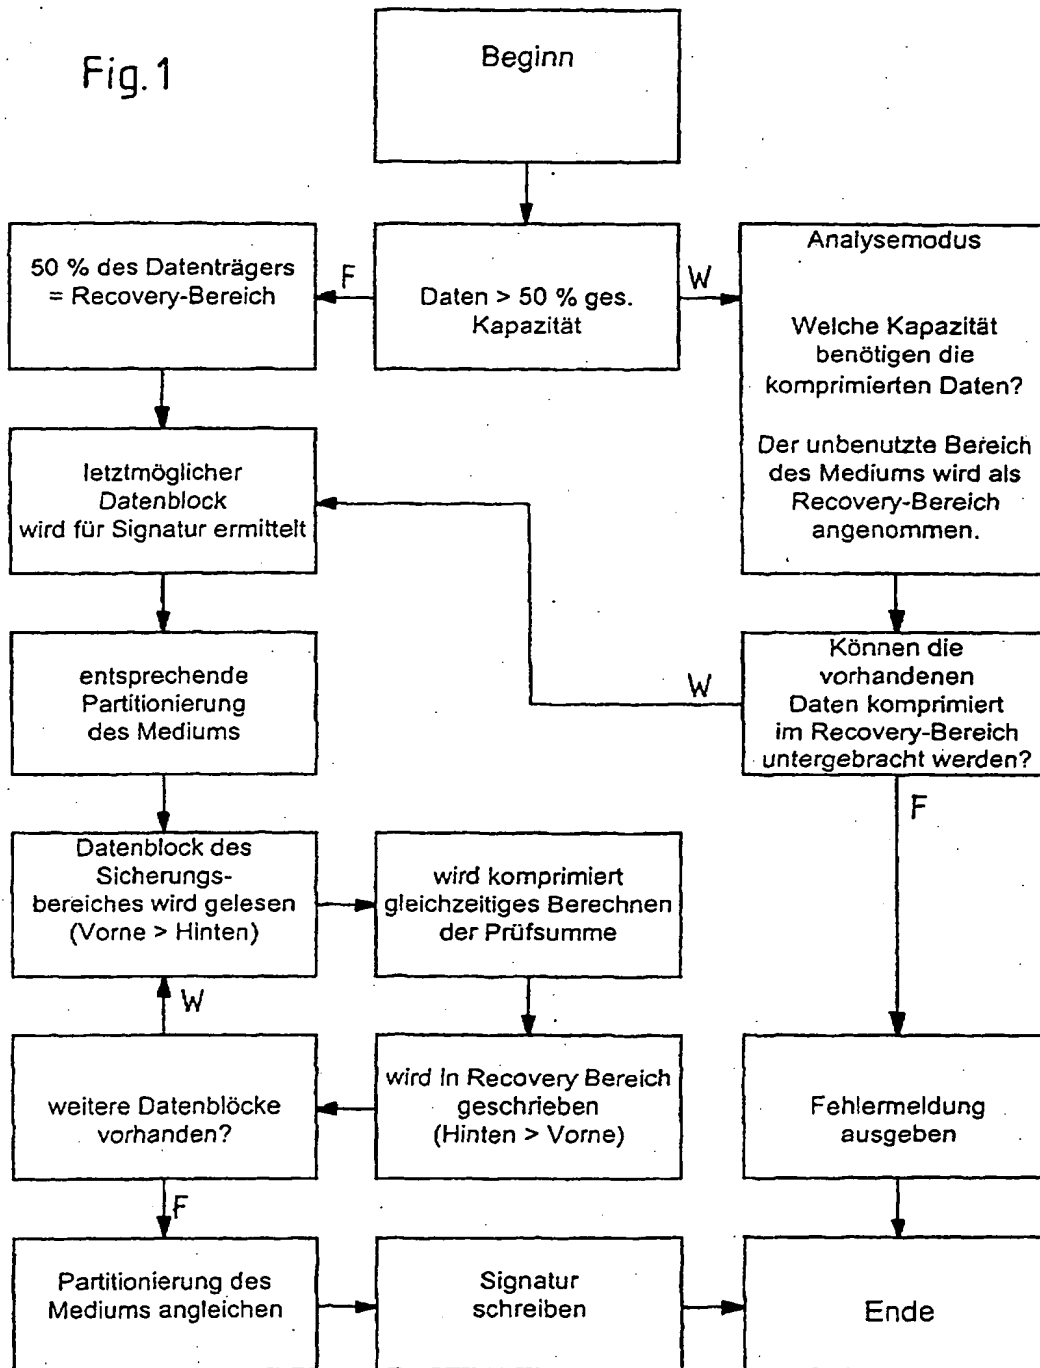 Fig. 1
Beginn
50 % des Datenträgers
= Recovery-Bereich
F
Daten > 50 % ges.
Kapazität
W
Analysemodus
Welche Kapazität
benötigen die
komprimierten Daten?
Der unbenutzte Bereich
des Mediums wird als
Recovery-Bereich
angenommen.
letztmöglicher
Datenblock
wird für Signatur ermittelt
entsprechende
Partitionierung
des Mediums
W
Können die
vorhandenen
Daten komprimiert
im Recovery-Bereich
untergebracht werden?
F
Datenblock des
Sicherungs-
bereiches wird gelesen
(Vorne > Hinten)
wird komprimiert
gleichzeitiges Berechnen
der Prüfsumme
W
weitere Datenblöcke
vorhanden?
wird in Recovery Bereich
geschrieben
(Hinten > Vorne)
Fehlermeldung
ausgeben
F
Partitionierung des
Mediums angleichen
Signatur
schreiben
Ende